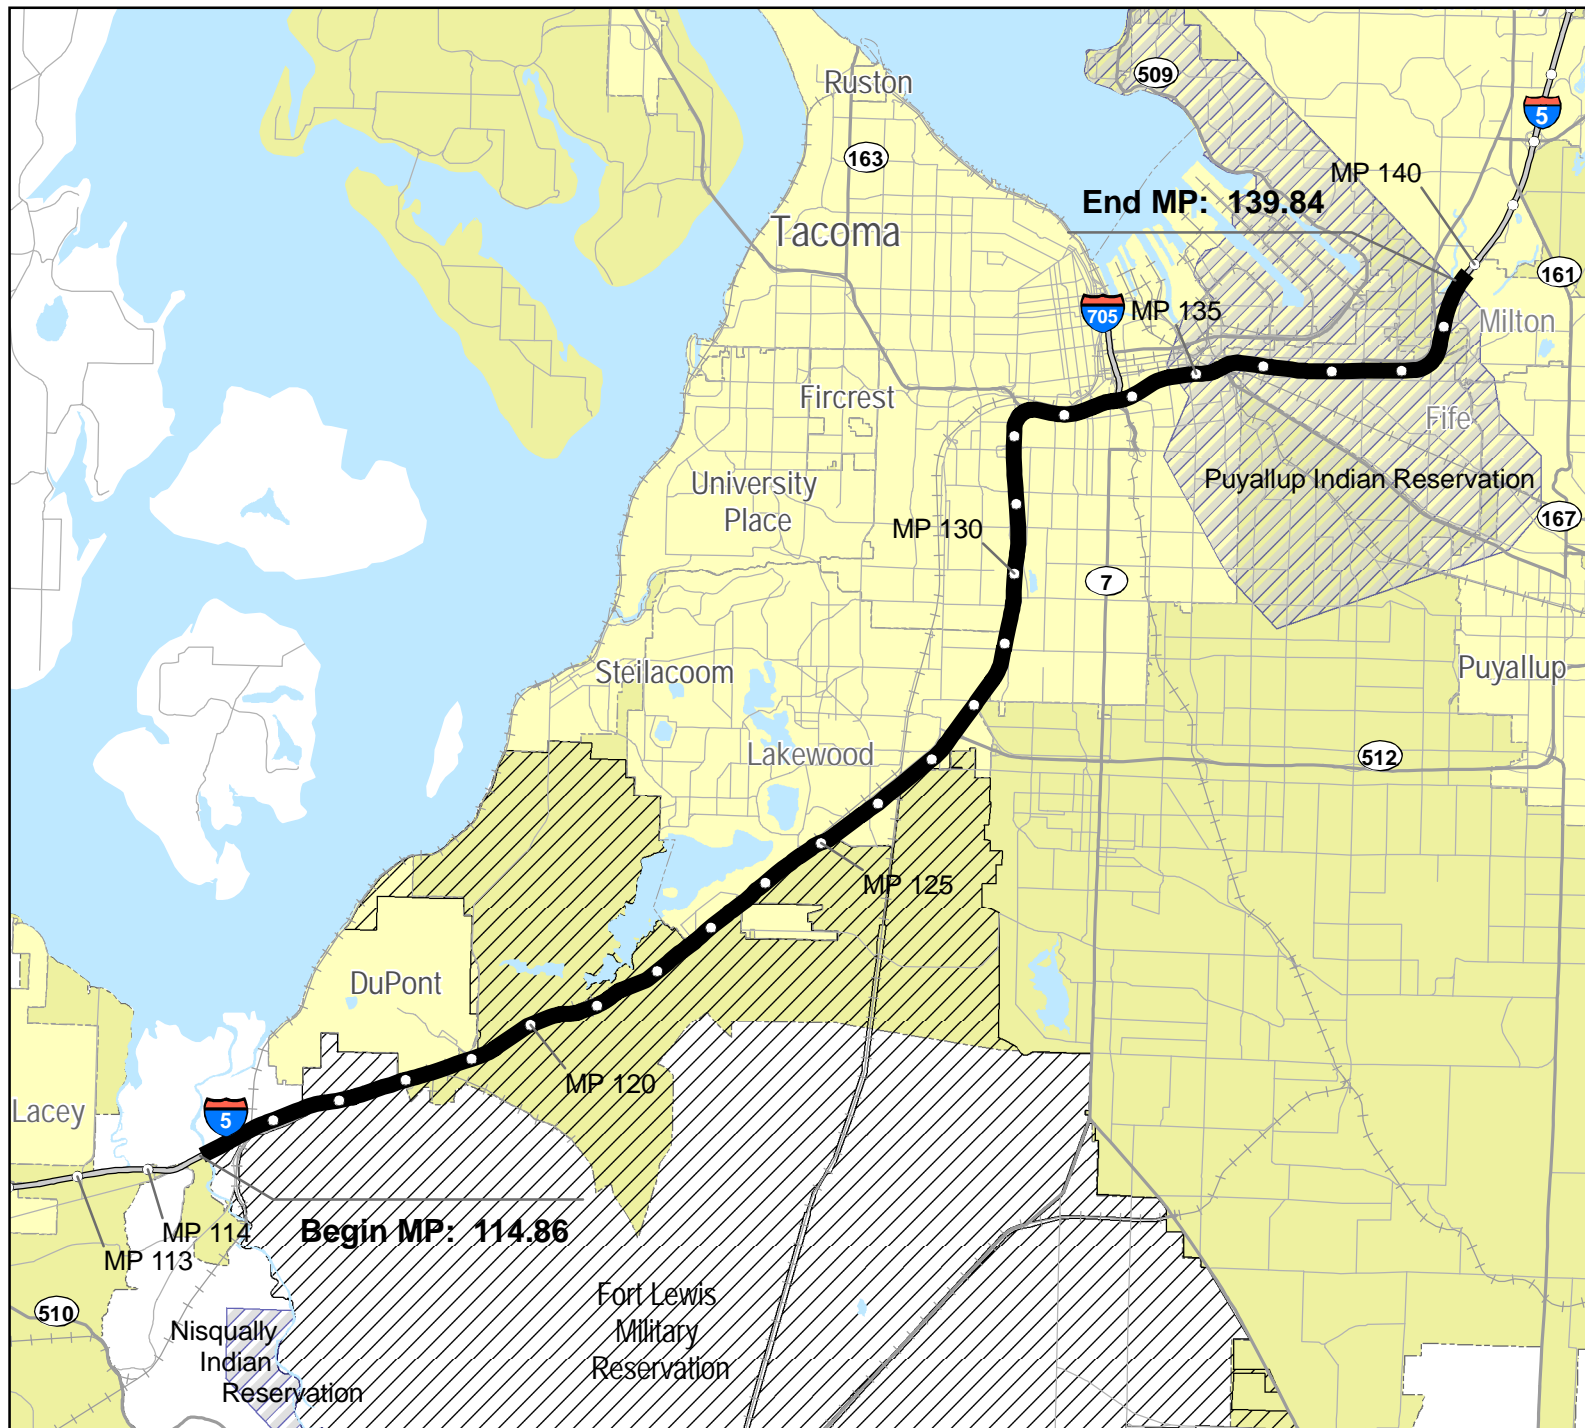 Ruston
509
5
163
MP 140
End MP: 139.84
Tacoma
161
705
MP 135
Milton
Fircrest
Fife
University
Place
Puyallup Indian Reservation
167
MP 130
7
Steilacoom
Puyallup
Lakewood
512
MP 125
DuPont
MP 120
Lacey
5
MP 114
Begin MP: 114.86
MP 113
510
Fort Lewis
Military
Reservation
Nisqually
Indian
Reservation